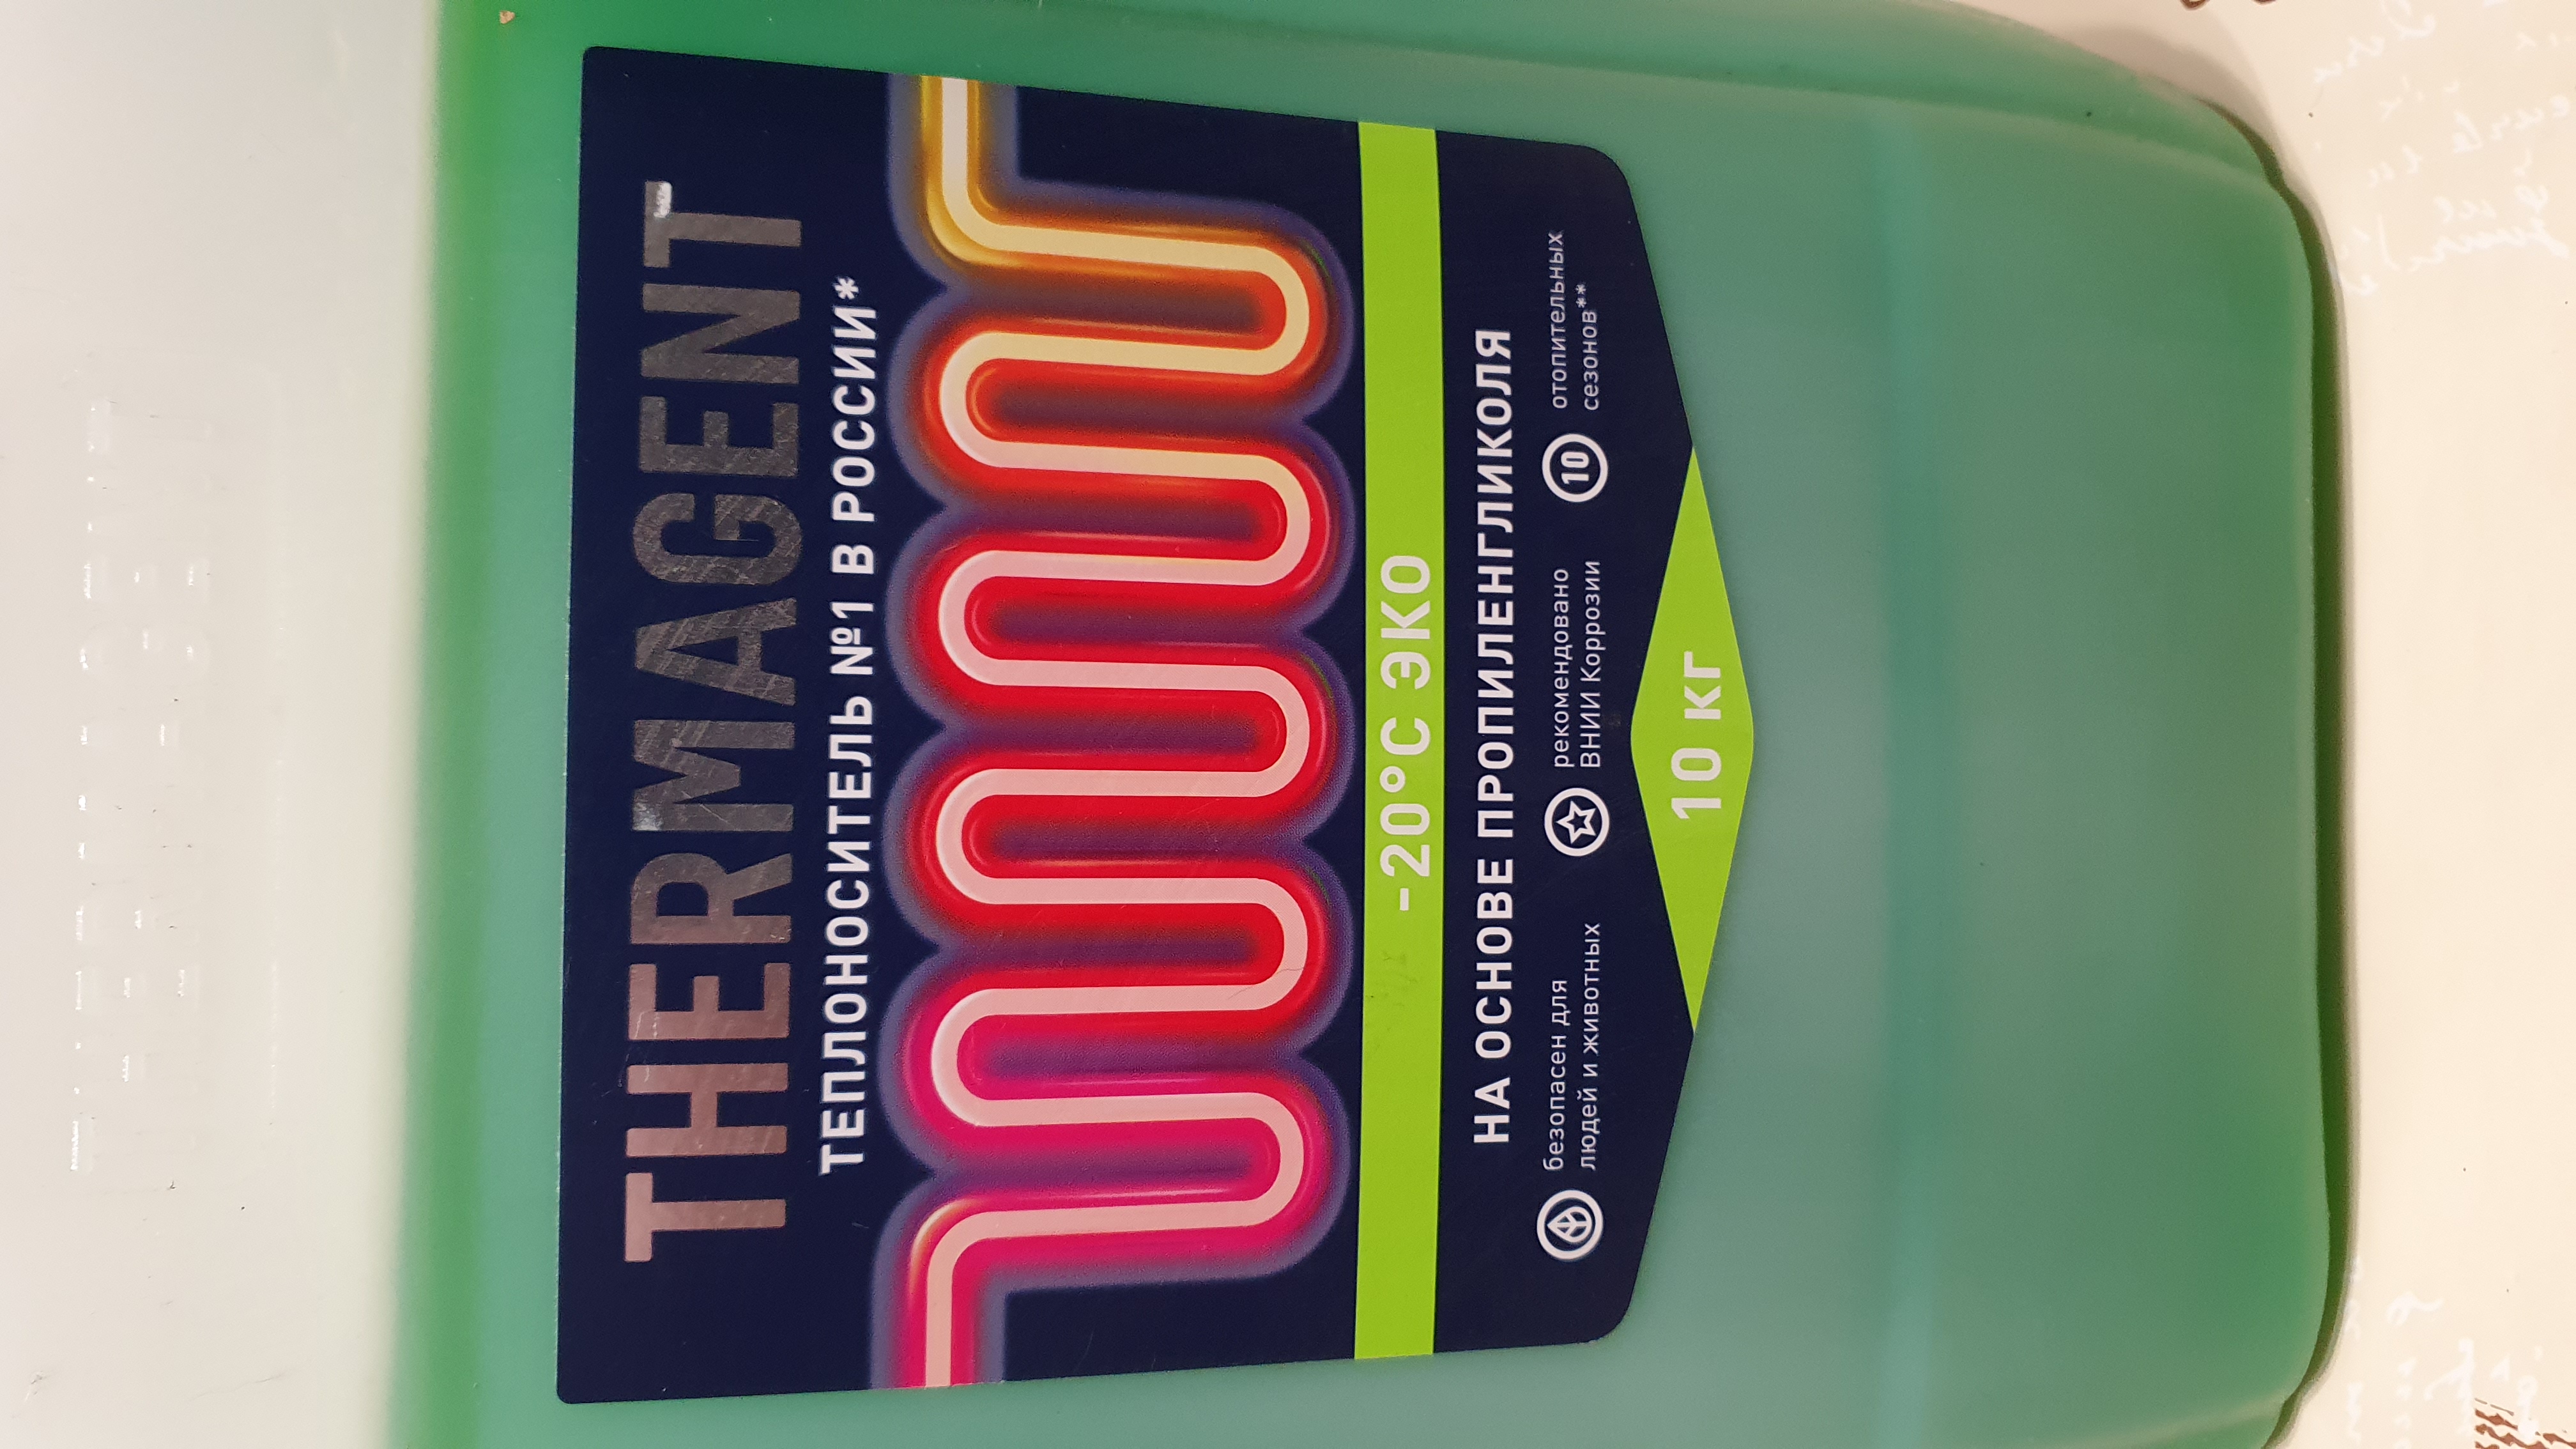 THERMAGENT
ТЕПЛОНОСИТЕЛЬ №1 В РОССИИ*
-20°C ЭКО
НА ОСНОВЕ ПРОПИЛЕНГЛИКОЛЯ
безопасен для
людей и животных
рекомендовано
ВНИИ Коррозии
10
отопительных
сезонов**
10 кг